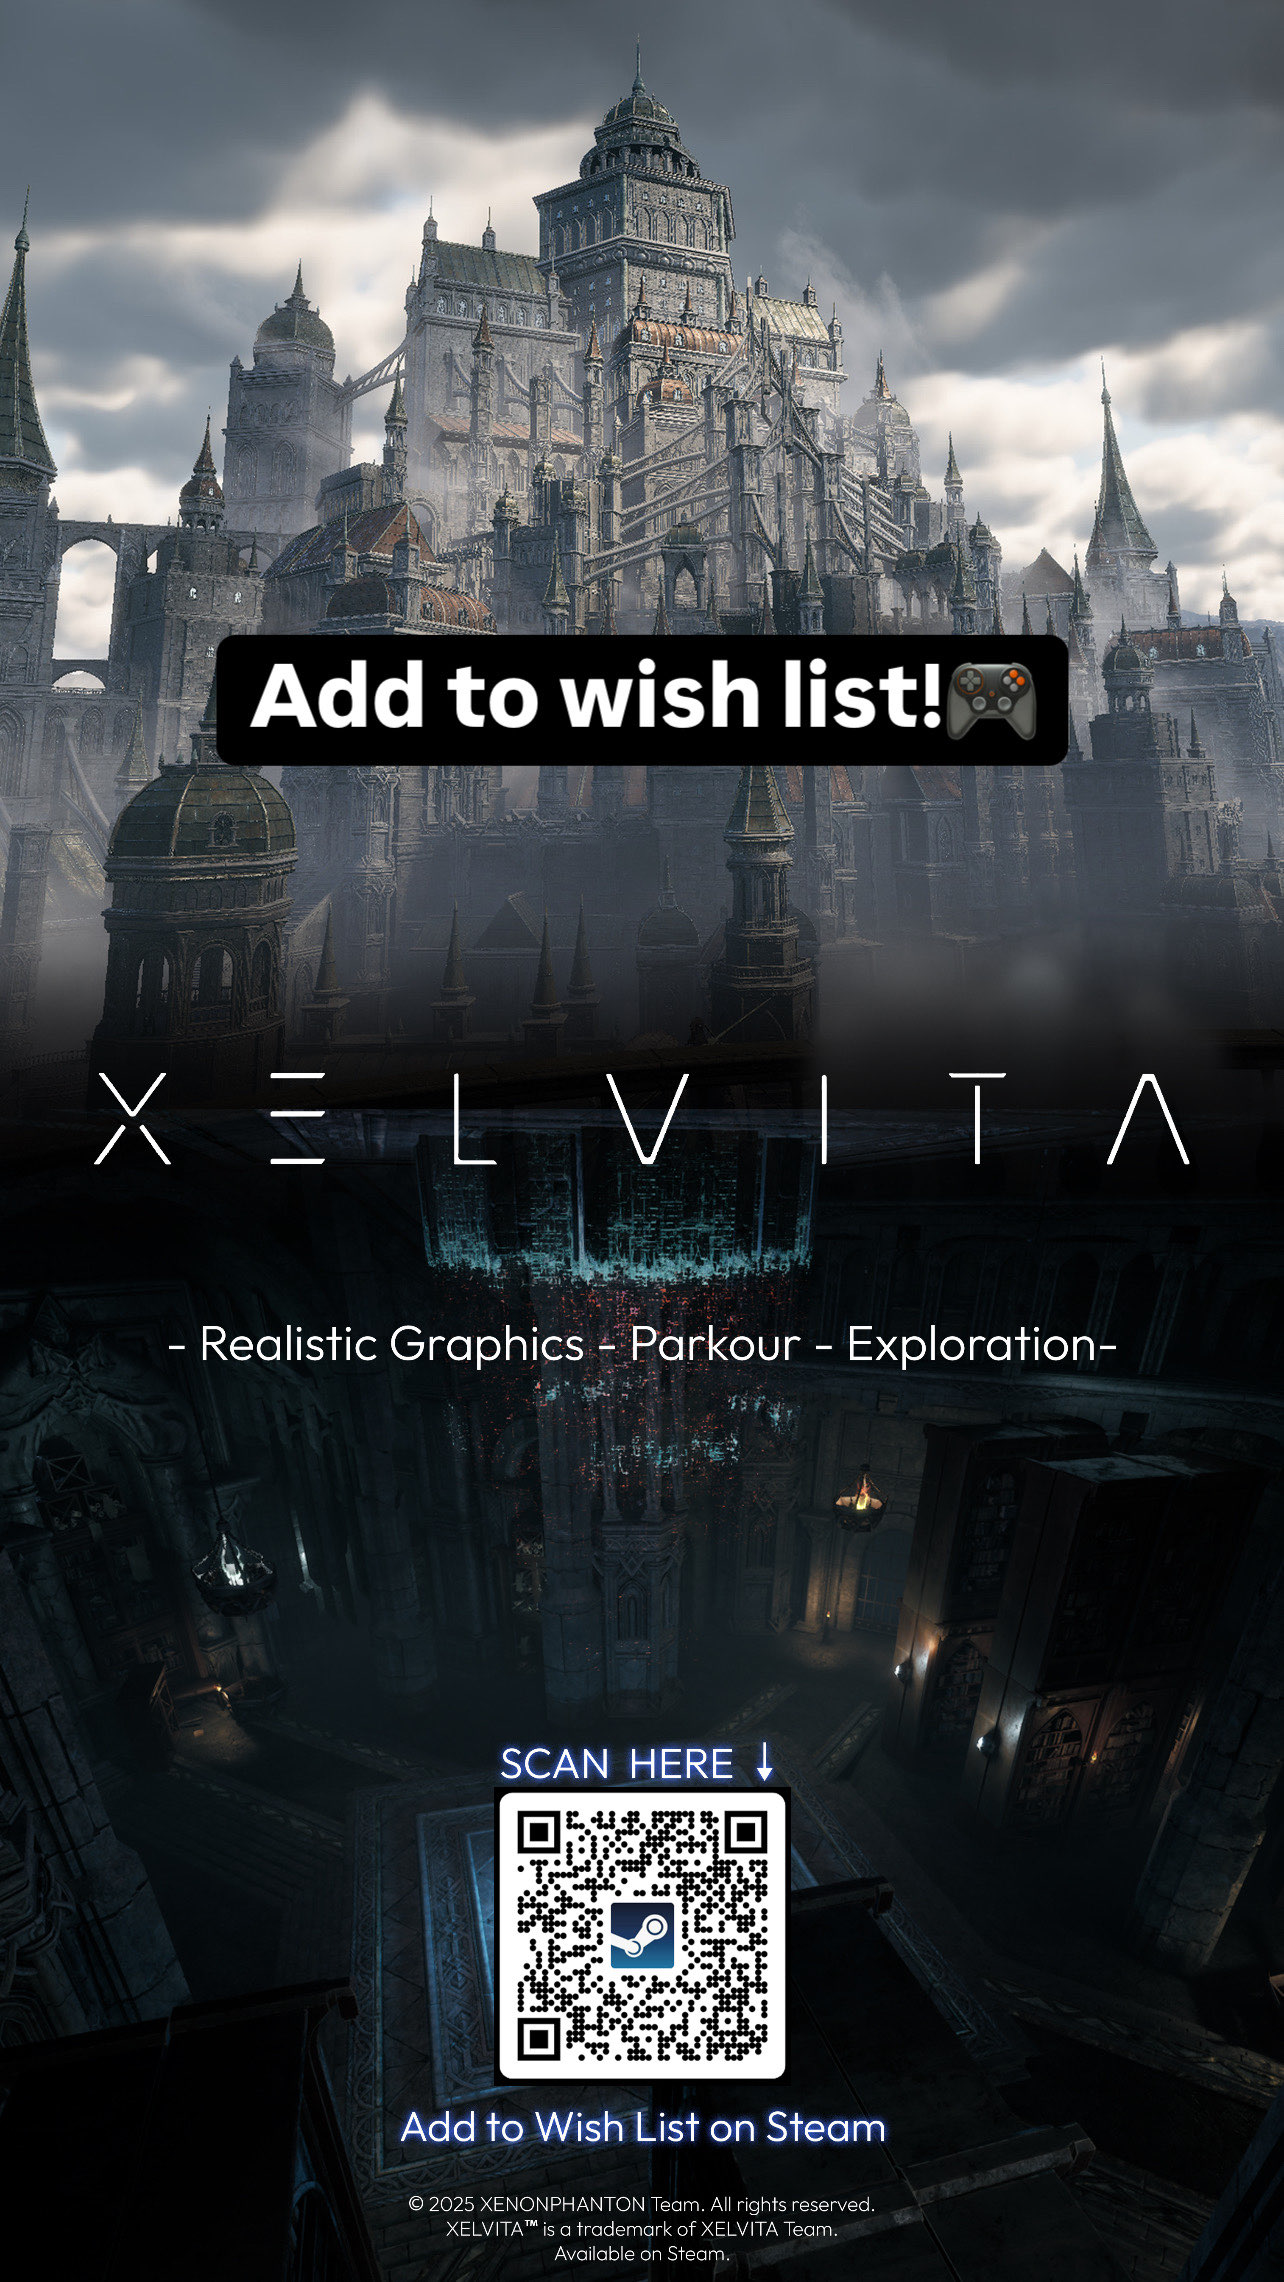 Add to wish list!🎮
XELVITA
- Realistic Graphics - Parkour - Exploration-
SCAN HERE ↓
Add to Wish List on Steam
© 2025 XENONPHANTON Team. All rights reserved.
XELVITA™ is a trademark of XELVITA Team.
Available on Steam.